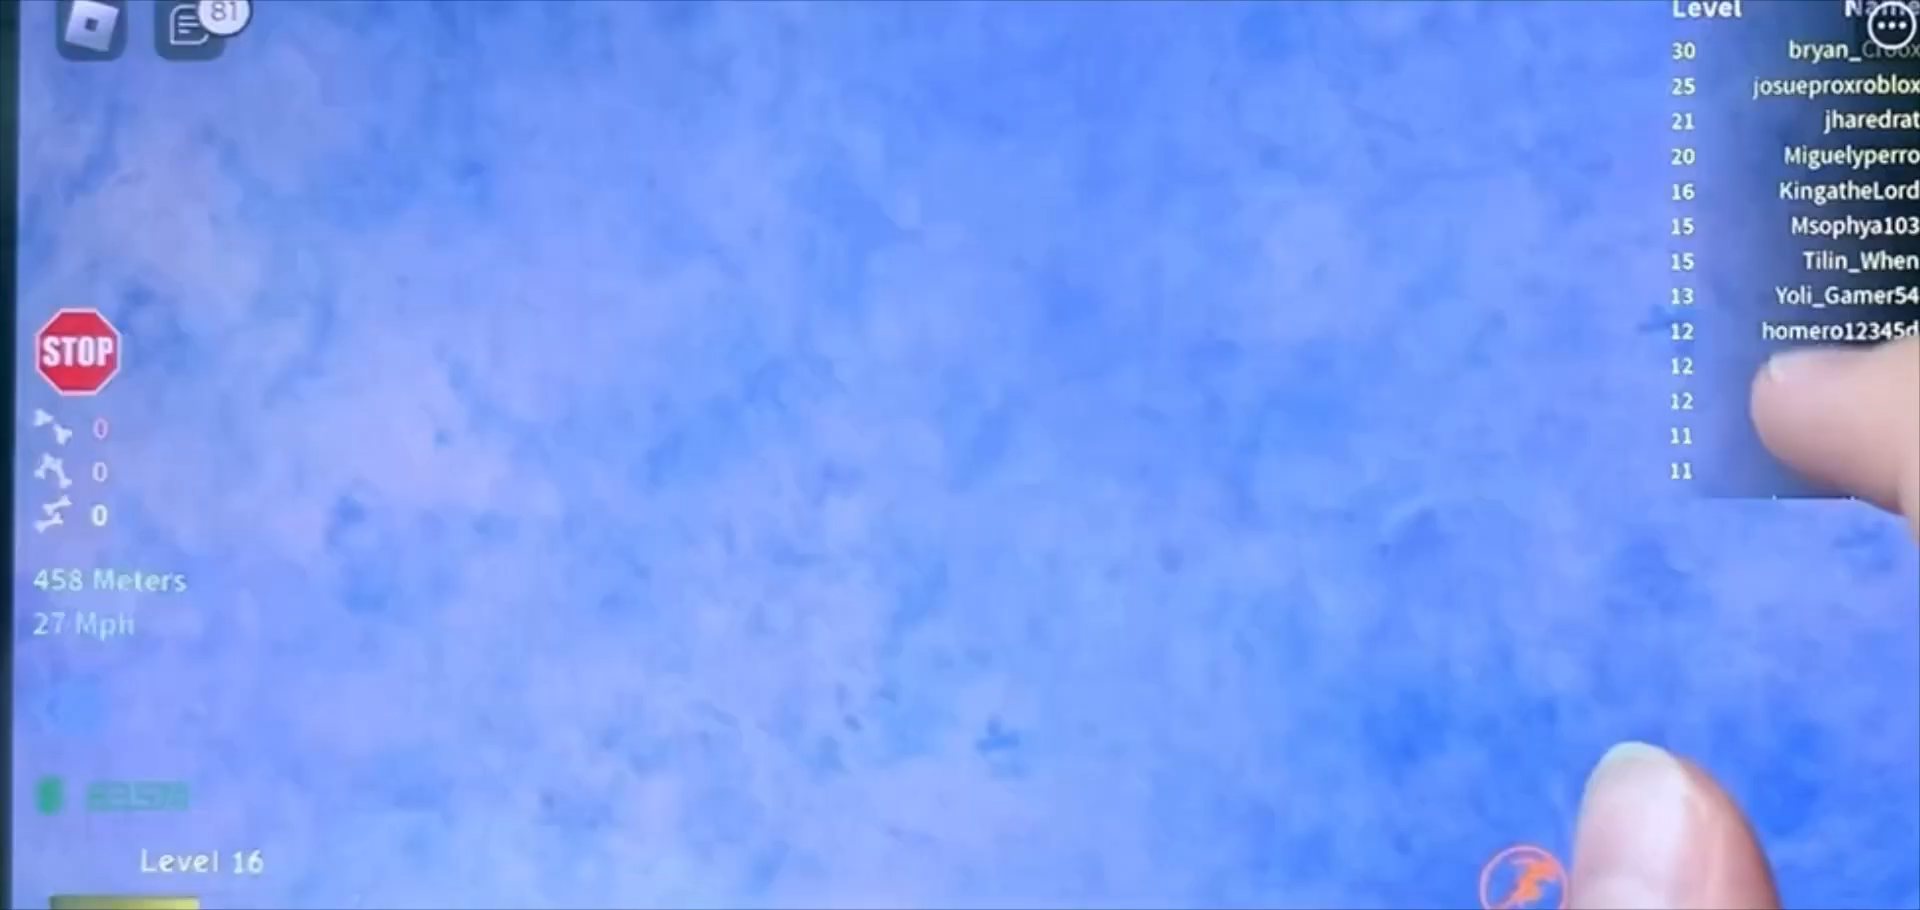 81
Level
30 bryan_Croox
25 josueproxroblox
21 jharedrat
20 Miguelyperro
16 KingatheLord
15 Msophya103
15 Tilin_When
13 Yoli_Gamer54
12 homero12345d
12
12
11
11
STOP
0
0
0
458 Meters
27 Mph
Level 16